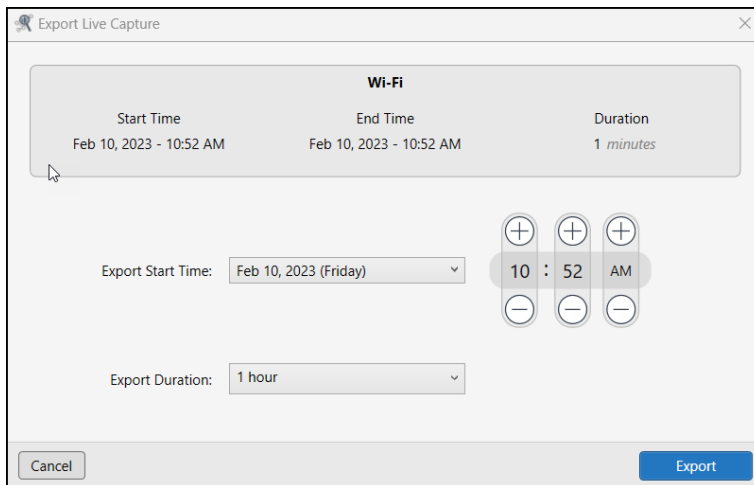 Export Live Capture
Wi-Fi
Start Time End Time Duration
Feb 10, 2023 - 10:52 AM Feb 10, 2023 - 10:52 AM 1 minutes
Export Start Time: Feb 10, 2023 (Friday) 10 : 52 AM
Export Duration: 1 hour
Cancel Export